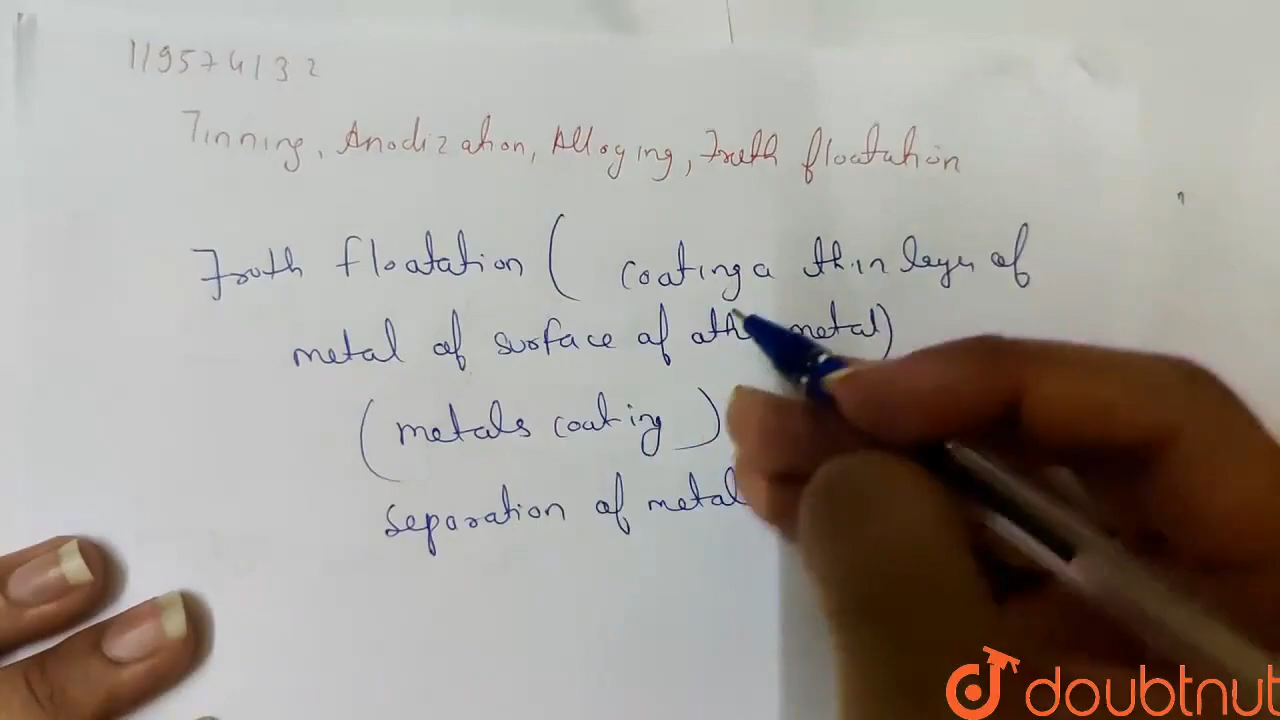 119574132
Tinning, Anodization, Alloying, Froth floatation
Froth floatation ( coating a thin layer of
metal of surface of oth metal)
(metals coating)
separation of metal
doubtnut